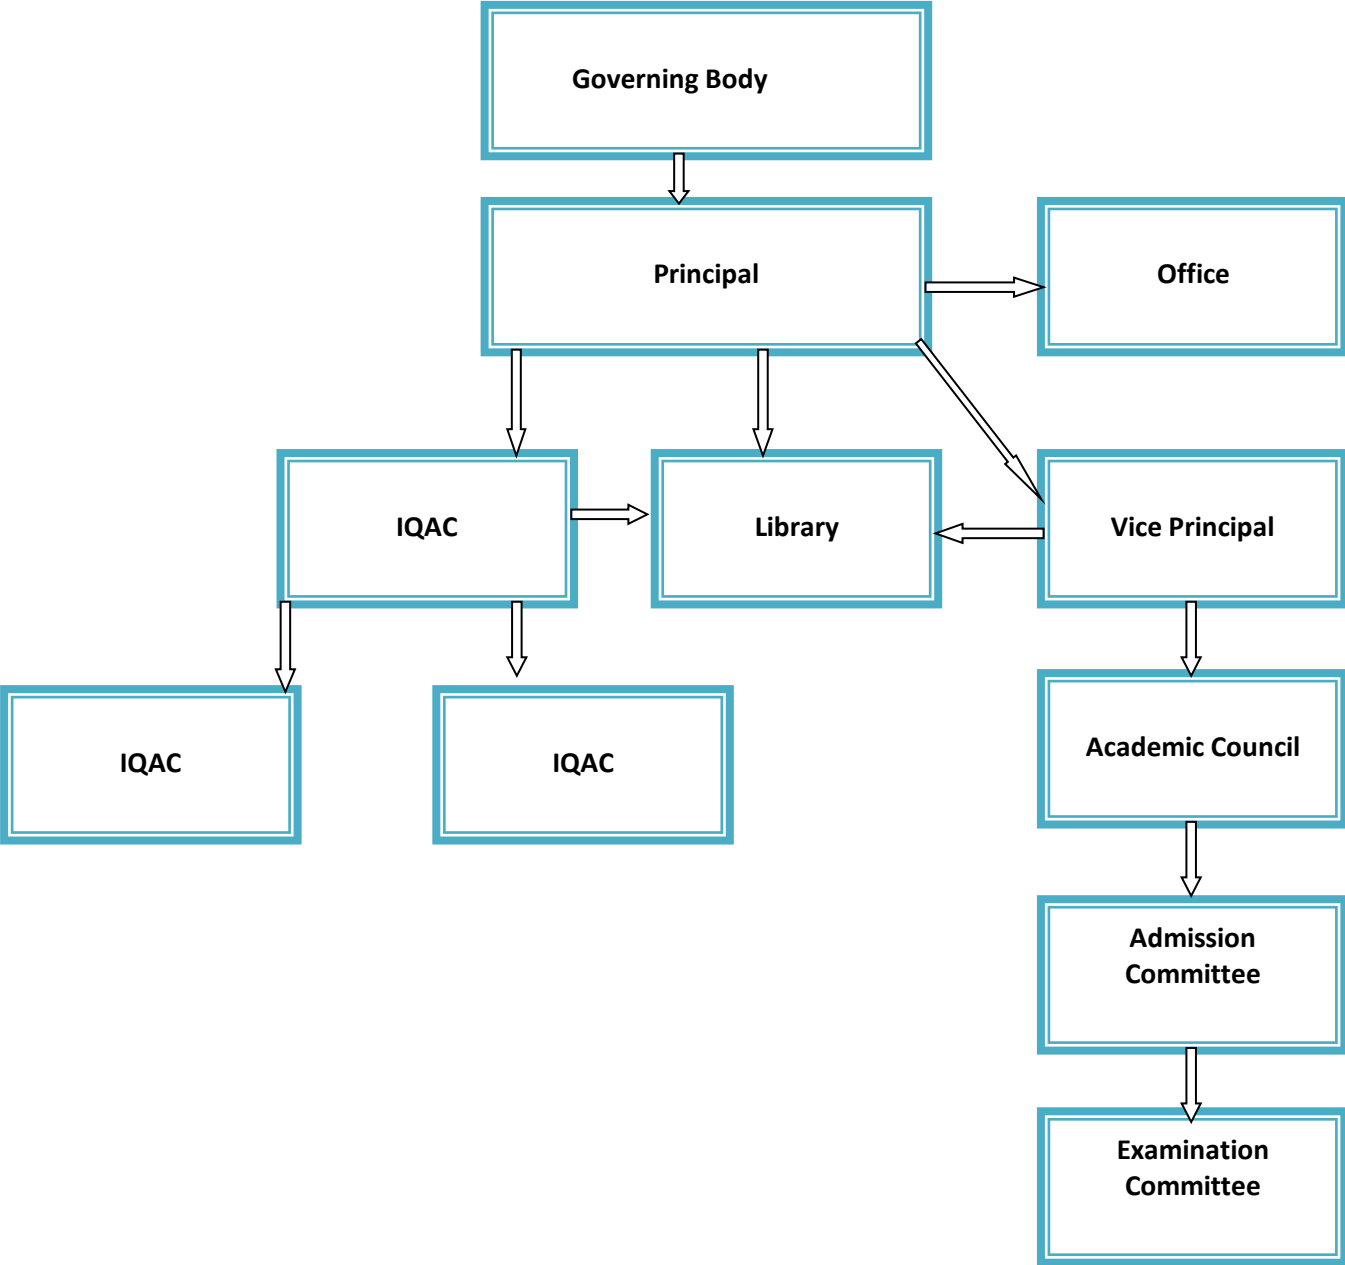 Governing Body
Principal
Office
IQAC
Library
Vice Principal
IQAC
IQAC
Academic Council
Admission
Committee
Examination
Committee